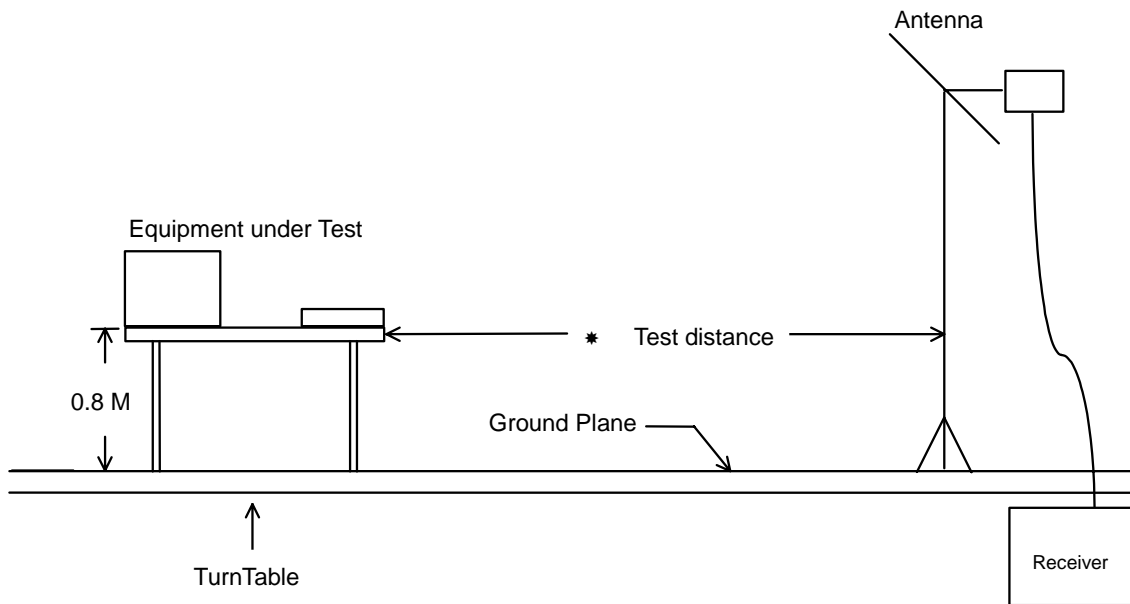 Antenna
Equipment under Test
✷ Test distance
0.8 M
Ground Plane
TurnTable
Receiver